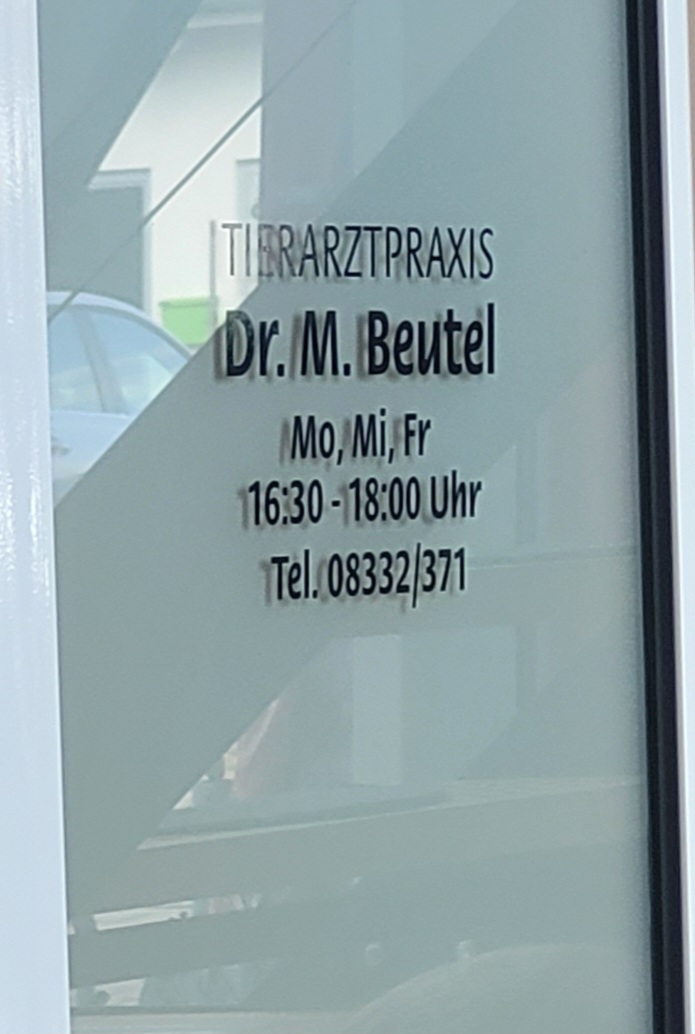 TIERARZTPRAXIS
Dr. M. Beutel
Mo, Mi, Fr
16:30 - 18:00 Uhr
Tel. 08332/371